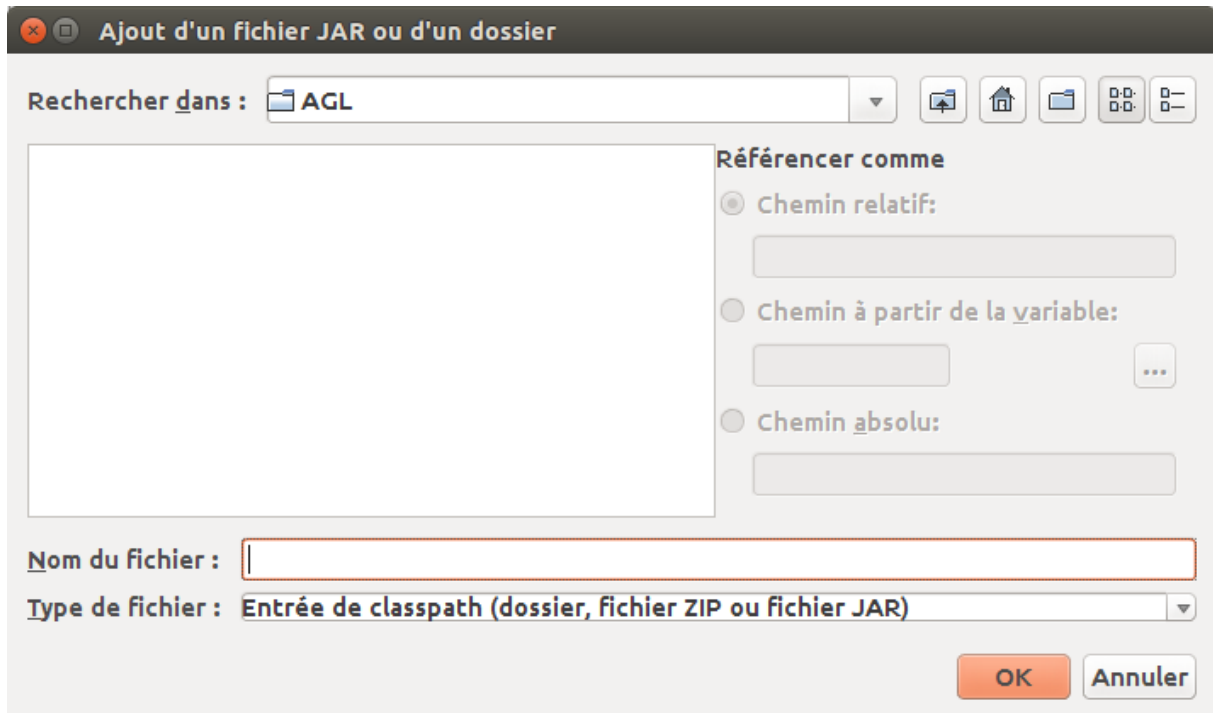 Ajout d'un fichier JAR ou d'un dossier
Rechercher dans : AGL
Référencer comme
Chemin relatif:
Chemin à partir de la variable:
...
Chemin absolu:
Nom du fichier :
Type de fichier : Entrée de classpath (dossier, fichier ZIP ou fichier JAR)
OK Annuler